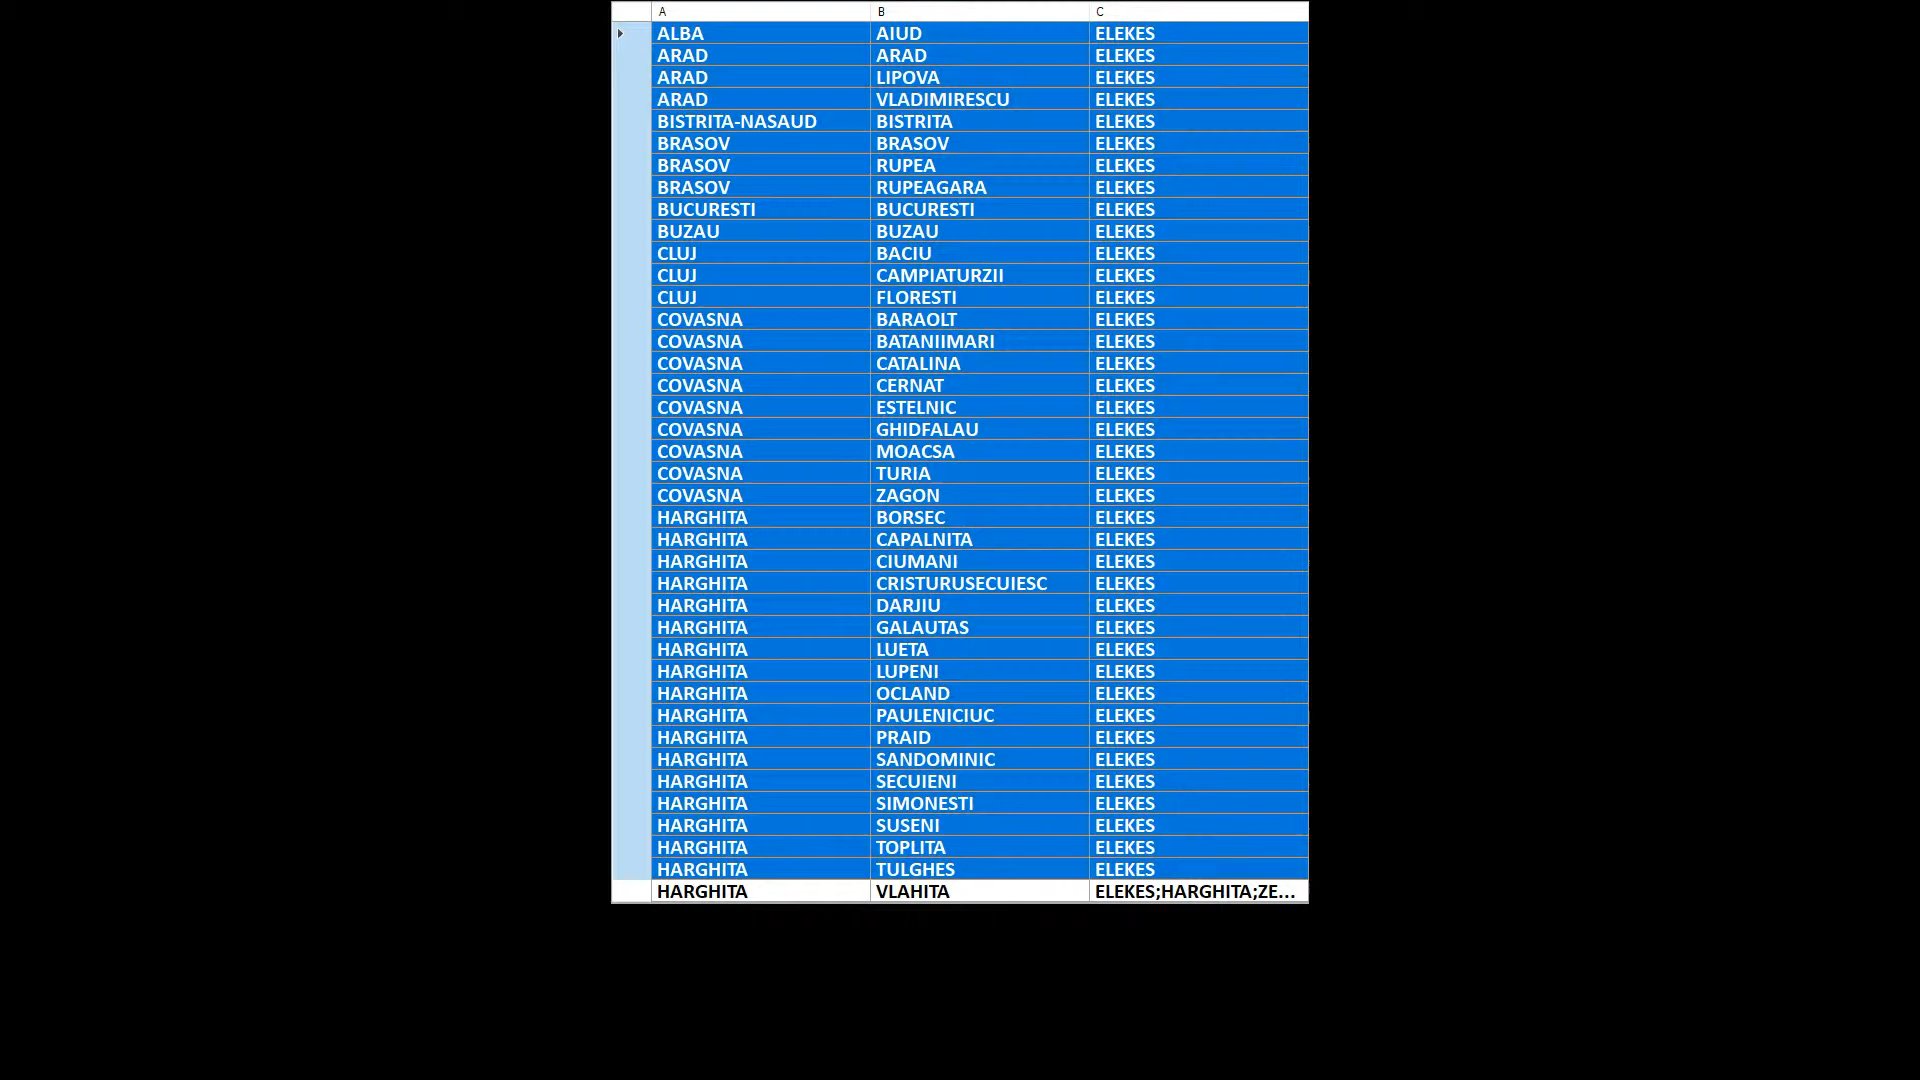 A B C
ALBA AIUD ELEKES
ARAD ARAD ELEKES
ARAD LIPOVA ELEKES
ARAD VLADIMIRESCU ELEKES
BISTRITA-NASAUD BISTRITA ELEKES
BRASOV BRASOV ELEKES
BRASOV RUPEA ELEKES
BRASOV RUPEAGARA ELEKES
BUCURESTI BUCURESTI ELEKES
BUZAU BUZAU ELEKES
CLUJ BACIU ELEKES
CLUJ CAMPIATURZII ELEKES
CLUJ FLORESTI ELEKES
COVASNA BARAOLT ELEKES
COVASNA BATANIIMARI ELEKES
COVASNA CATALINA ELEKES
COVASNA CERNAT ELEKES
COVASNA ESTELNIC ELEKES
COVASNA GHIDFALAU ELEKES
COVASNA MOACSA ELEKES
COVASNA TURIA ELEKES
COVASNA ZAGON ELEKES
HARGHITA BORSEC ELEKES
HARGHITA CAPALNITA ELEKES
HARGHITA CIUMANI ELEKES
HARGHITA CRISTURUSECUIESC ELEKES
HARGHITA DARJIU ELEKES
HARGHITA GALAUTAS ELEKES
HARGHITA LUETA ELEKES
HARGHITA LUPENI ELEKES
HARGHITA OCLAND ELEKES
HARGHITA PAULENICIUC ELEKES
HARGHITA PRAID ELEKES
HARGHITA SANDOMINIC ELEKES
HARGHITA SECUIENI ELEKES
HARGHITA SIMONESTI ELEKES
HARGHITA SUSENI ELEKES
HARGHITA TOPLITA ELEKES
HARGHITA TULGHES ELEKES
HARGHITA VLAHITA ELEKES;HARGHITA;ZE...